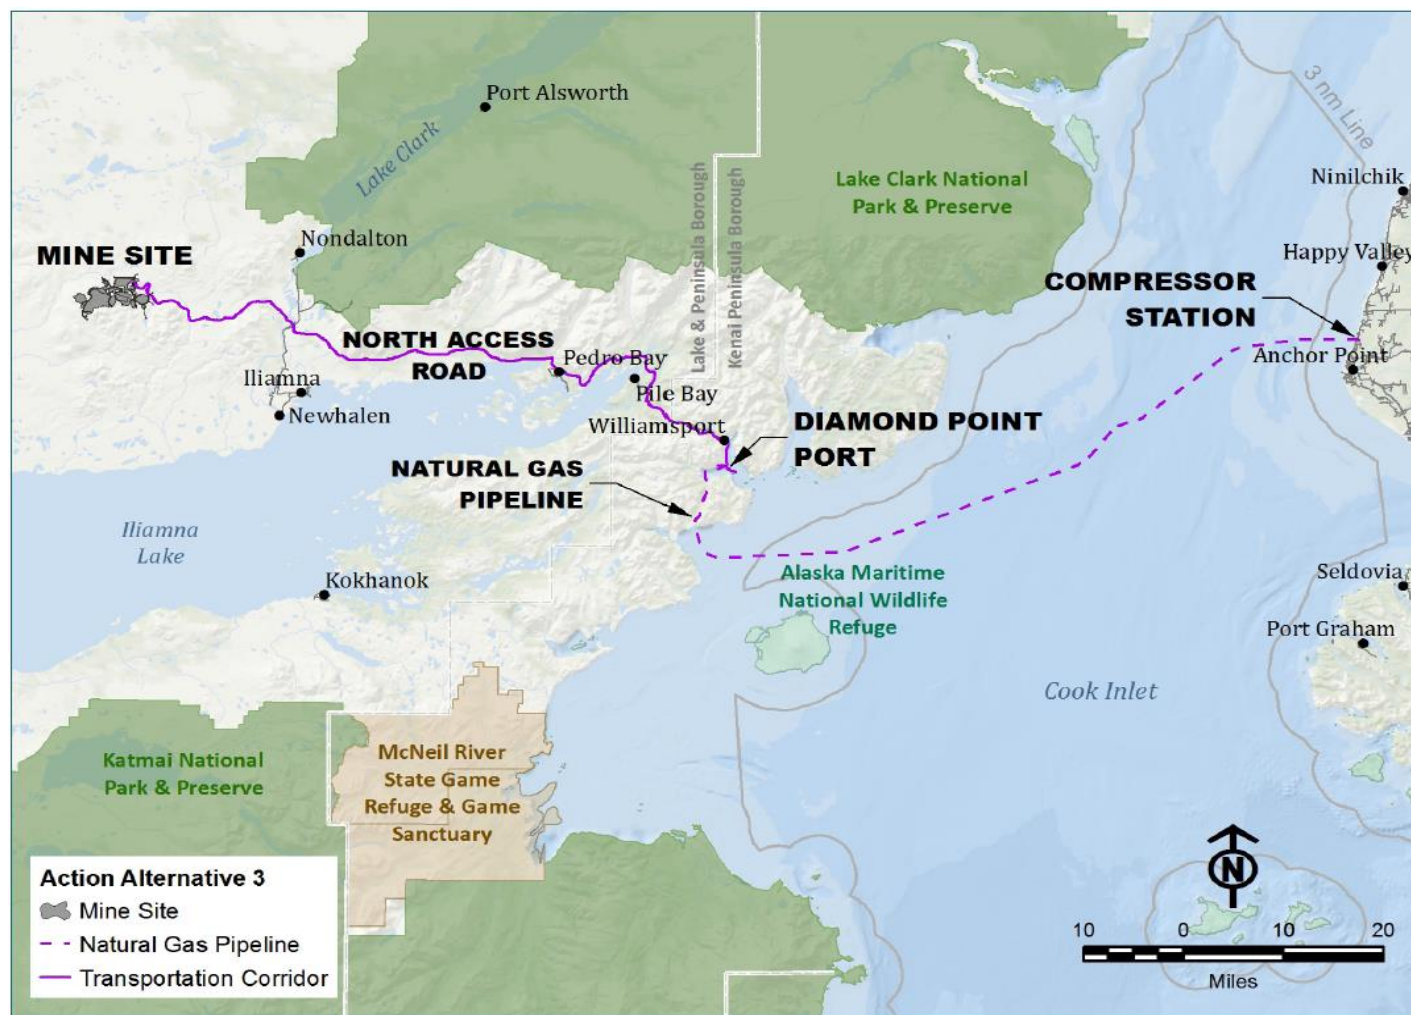 Port Alsworth
Lake Clark
3 nm Line
Lake Clark National
Park & Preserve
Ninilchik
Lake & Peninsula Borough
Kenai Peninsula Borough
Nondalton
MINE SITE
Happy Valley
COMPRESSOR
STATION
NORTH ACCESS
ROAD
Pedro Bay
Anchor Point
Iliamna
Pile Bay
Newhalen
Williamsport
DIAMOND POINT
PORT
NATURAL GAS
PIPELINE
Iliamna
Lake
Kokhanok
Alaska Maritime
National Wildlife
Refuge
Seldovia
Port Graham
Cook Inlet
Katmai National
Park & Preserve
McNeil River
State Game
Refuge & Game
Sanctuary
Action Alternative 3
Mine Site
Natural Gas Pipeline
Transportation Corridor
N
10 0 10 20
Miles